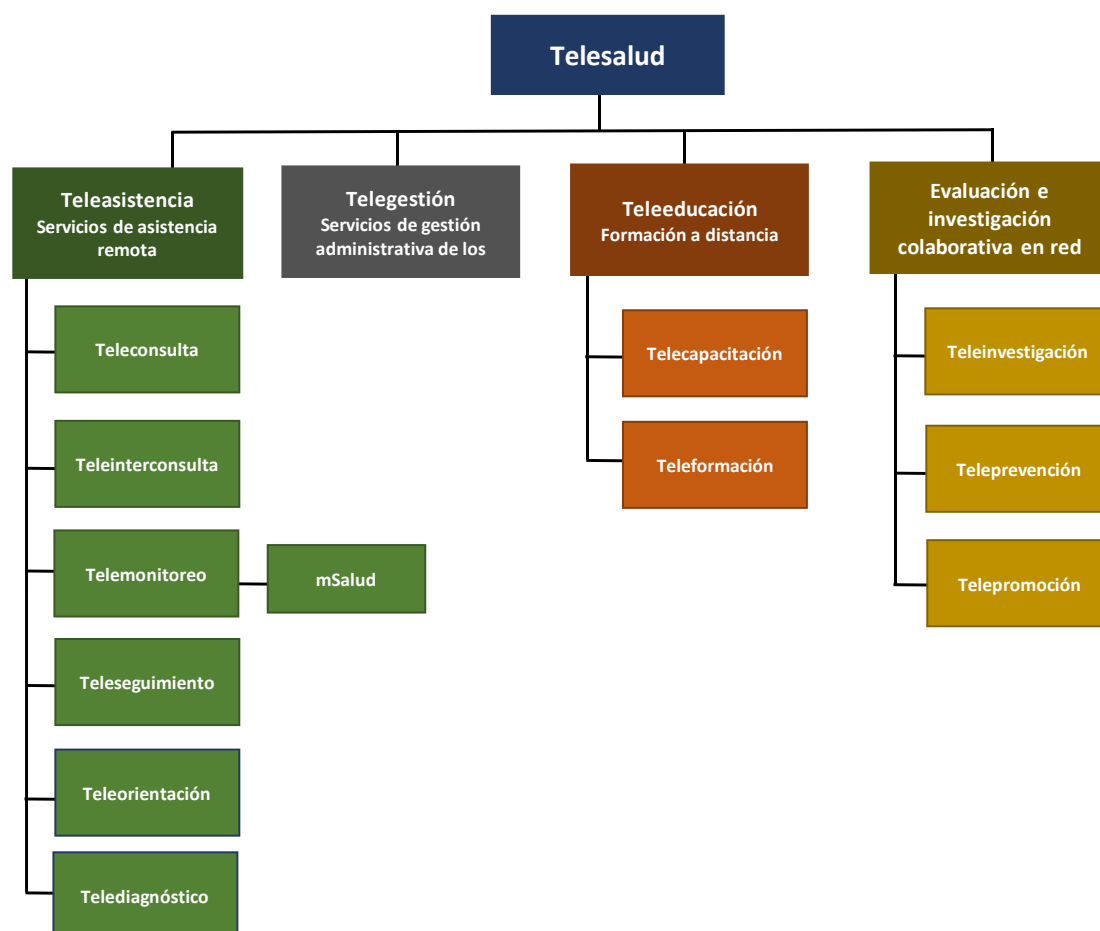 Telesalud
Teleasistencia
Servicios de asistencia
remota
Telegestión
Servicios de gestión
administrativa de los
Teleeducación
Formación a distancia
Evaluación e
investigación
colaborativa en red
Teleconsulta
Teleinterconsulta
Telemonitoreo
mSalud
Teleseguimiento
Teleorientación
Telediagnóstico
Telecapacitación
Teleformación
Teleinvestigación
Teleprevención
Telepromoción